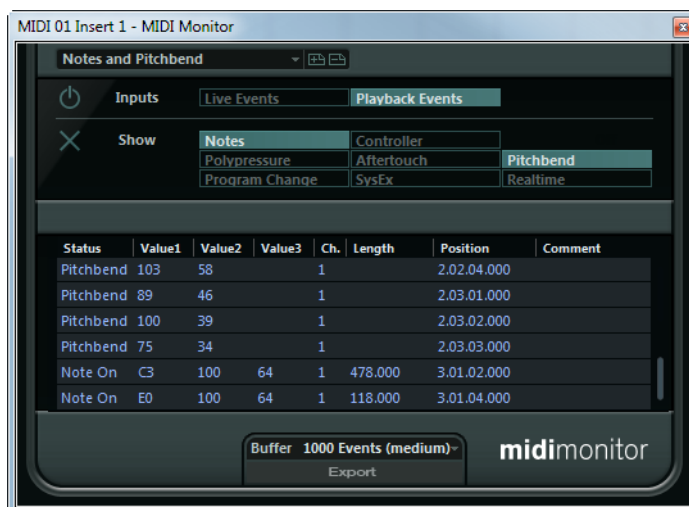 MIDI 01 Insert 1 - MIDI Monitor
Notes and Pitchbend
Inputs Live Events Playback Events
Show Notes Controller
Polypressure Aftertouch Pitchbend
Program Change SysEx Realtime
Status Value1 Value2 Value3 Ch. Length Position Comment
Pitchbend 103 58 1 2.02.04.000
Pitchbend 89 46 1 2.03.01.000
Pitchbend 100 39 1 2.03.02.000
Pitchbend 75 34 1 2.03.03.000
Note On C3 100 64 1 478.000 3.01.02.000
Note On E0 100 64 1 118.000 3.01.04.000
Buffer 1000 Events (medium)
Export
midimonitor